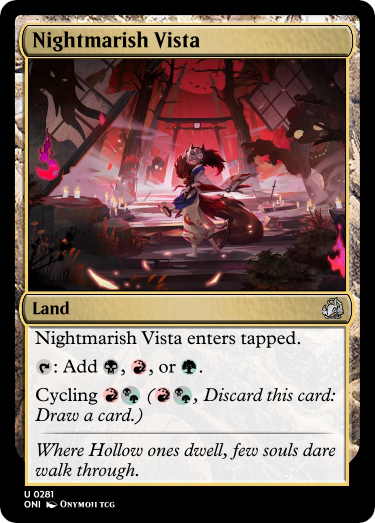 Nightmarish Vista
Land
Nightmarish Vista enters tapped.
: Add , , or .
Cycling ( , Discard this card:
Draw a card.)
Where Hollow ones dwell, few souls dare
walk through.
U 0281
ONI Onymoji TCG